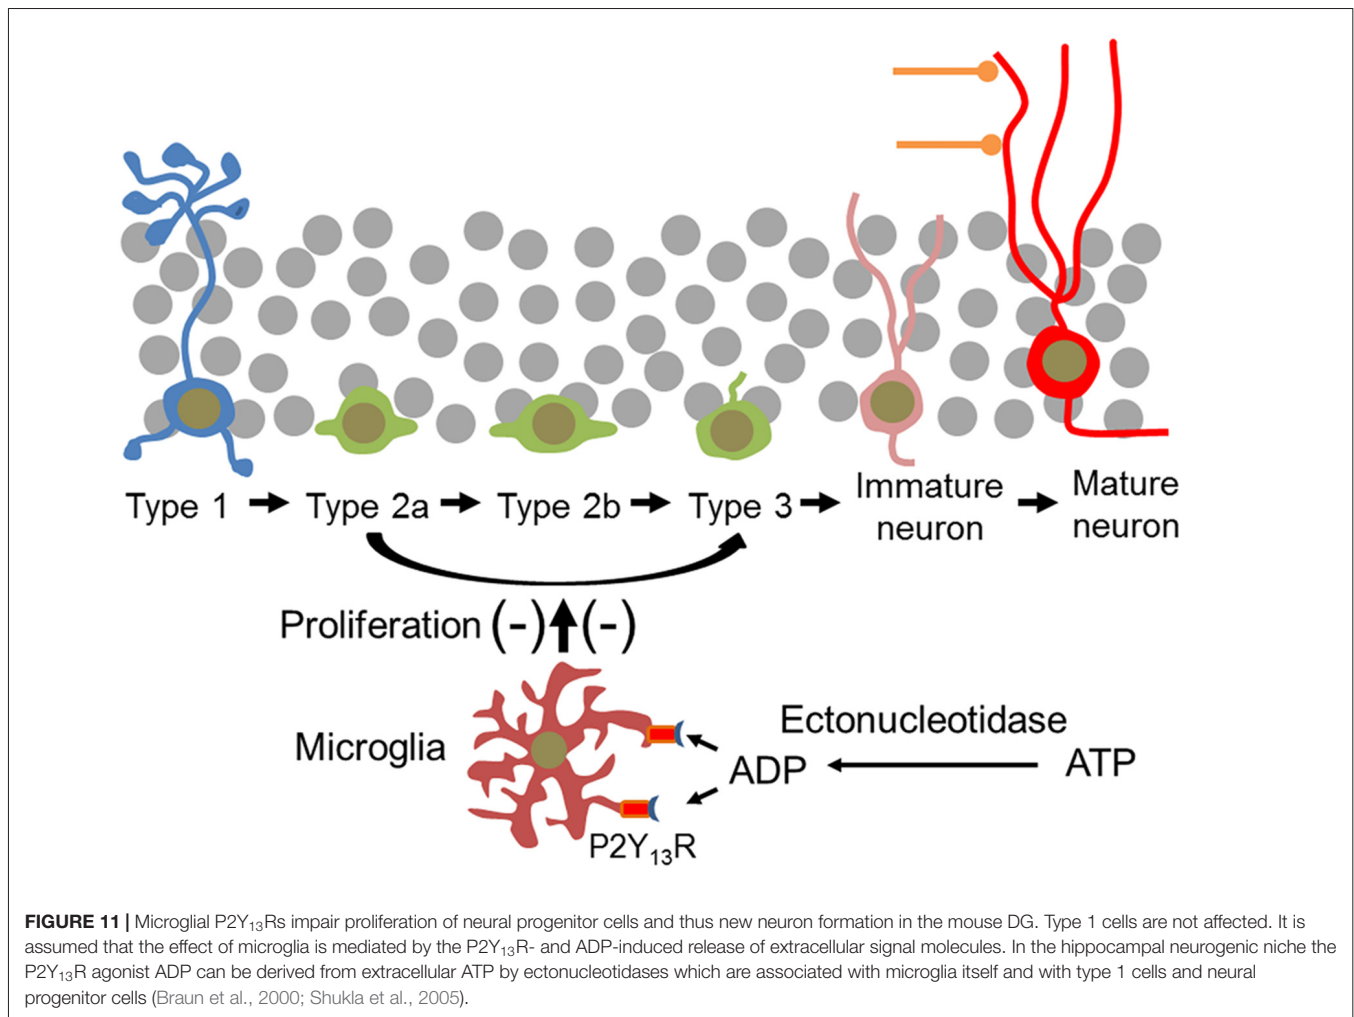 Type 1 → Type 2a → Type 2b → Type 3 → Immature neuron → Mature neuron
Proliferation (-) (-)
Microglia
Ectonucleotidase
ADP
ATP
P2Y₁₃R
FIGURE 11 | Microglial P2Y₁₃Rs impair proliferation of neural progenitor cells and thus new neuron formation in the mouse DG. Type 1 cells are not affected. It is
assumed that the effect of microglia is mediated by the P2Y₁₃R- and ADP-induced release of extracellular signal molecules. In the hippocampal neurogenic niche the
P2Y₁₃R agonist ADP can be derived from extracellular ATP by ectonucleotidases which are associated with microglia itself and with type 1 cells and neural
progenitor cells (Braun et al., 2000; Shukla et al., 2005).